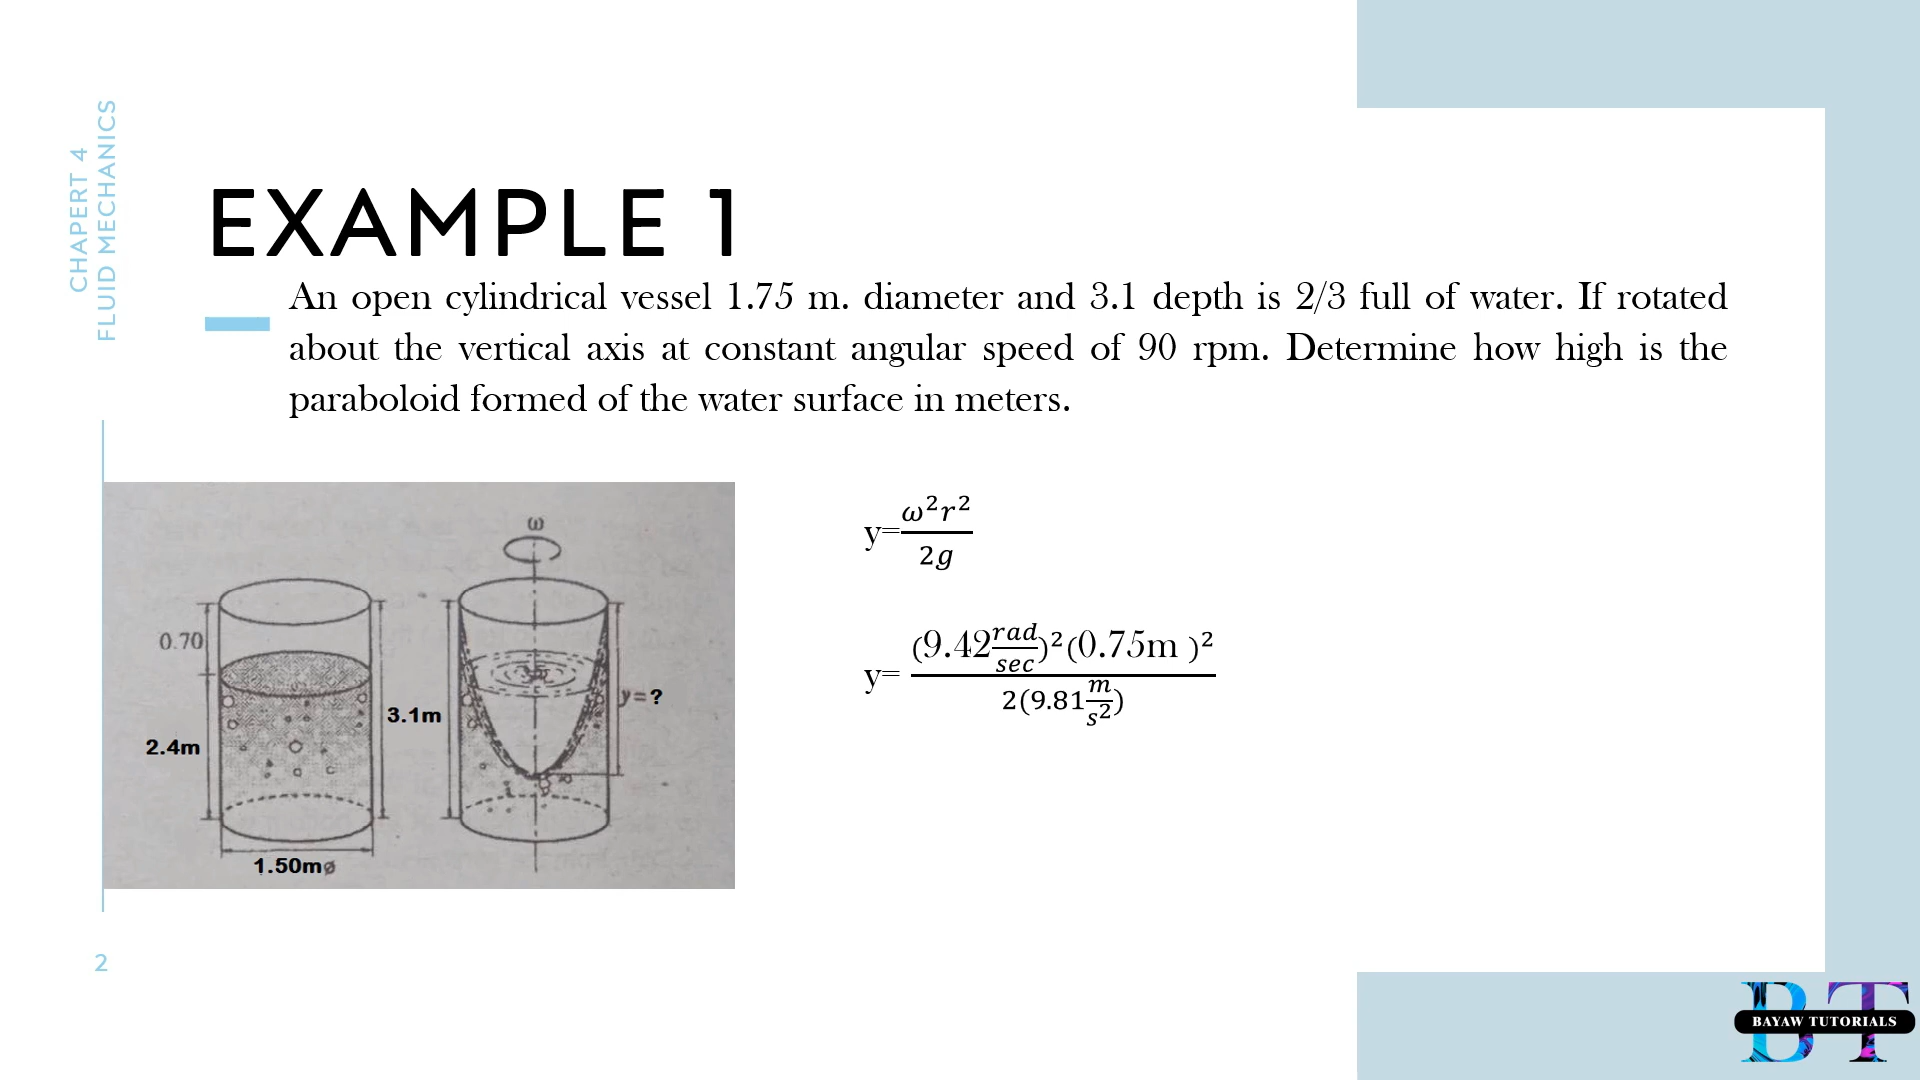 CHAPERT 4
FLUID MECHANICS
EXAMPLE 1
An open cylindrical vessel 1.75 m. diameter and 3.1 depth is 2/3 full of water. If rotated
about the vertical axis at constant angular speed of 90 rpm. Determine how high is the
paraboloid formed of the water surface in meters.
ω
0.70
2.4m
3.1m
y=?
1.50mø
y=ω²r²/2g
y= (9.42 rad/sec)²(0.75m )²/2(9.81 m/s²)
2
BT
BAYAW TUTORIALS